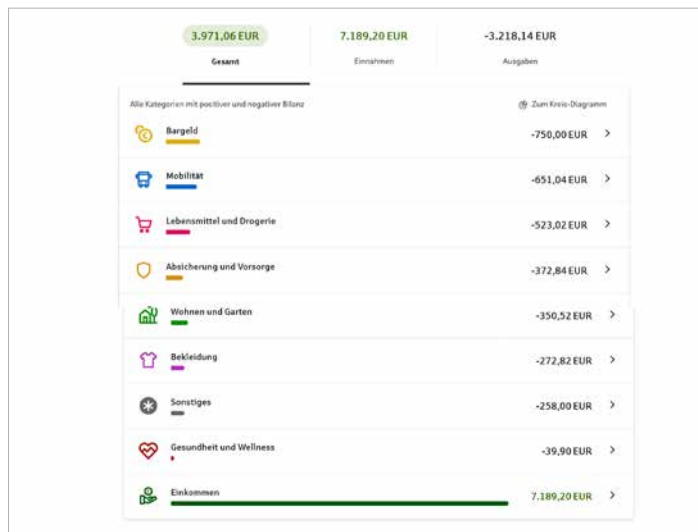 3.971,06 EUR 7.189,20 EUR -3.218,14 EUR
Gesamt Einnahmen Ausgaben
Alle Kategorien mit positiver und negativer Bilanz Zum Kreis-Diagramm
Bargeld -750,00 EUR
Mobilität -651,04 EUR
Lebensmittel und Drogerie -523,02 EUR
Absicherung und Vorsorge -372,84 EUR
Wohnen und Garten -350,52 EUR
Bekleidung -272,82 EUR
Sonstiges -258,00 EUR
Gesundheit und Wellness -39,90 EUR
Einkommen 7.189,20 EUR